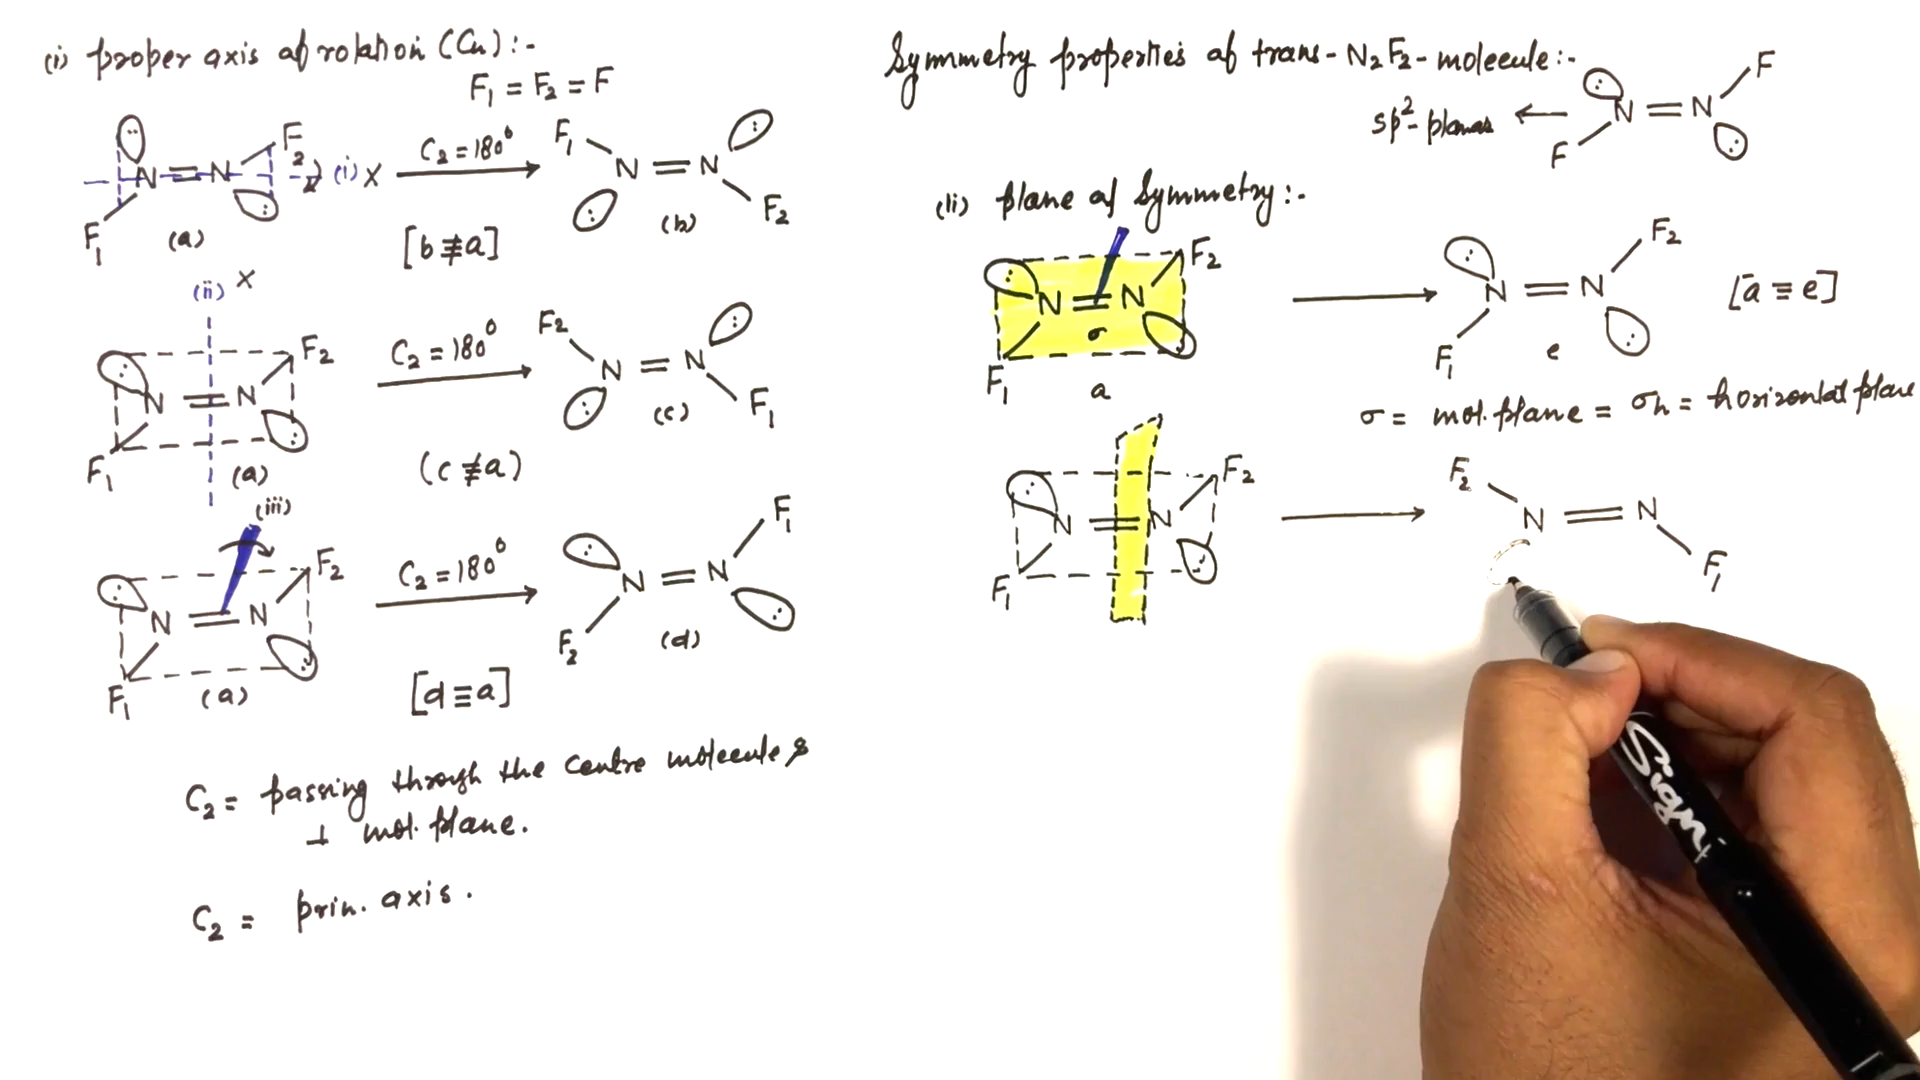 (i) proper axis of rotation (Cn) :-
F1 = F2 = F
N = N F2 (i) X
F1 (a)
C2 = 180°
F1 N = N F2 (b)
[b ≢ a]
(ii) X
F2
N = N
F1 (a)
C2 = 180°
F2 N = N F1 (c)
(c ≢ a)
(iii)
F2
N = N
F1 (a)
C2 = 180°
F1
N = N
F2 (d)
[d ≡ a]
C2 = passing through the centre molecule &
⊥ mol. plane.
C2 = prin. axis.
Symmetry properties of trans-N2F2-molecule :-
sp2-planar ← N = N F
F
(ii) plane of Symmetry :-
F2
N = N
σ
F1 a
F2
N = N
F1 e
[a ≡ e]
σ = mol. plane = σh = horizontal plane
F2
N = N
F1
F2
N = N
F1
Sign